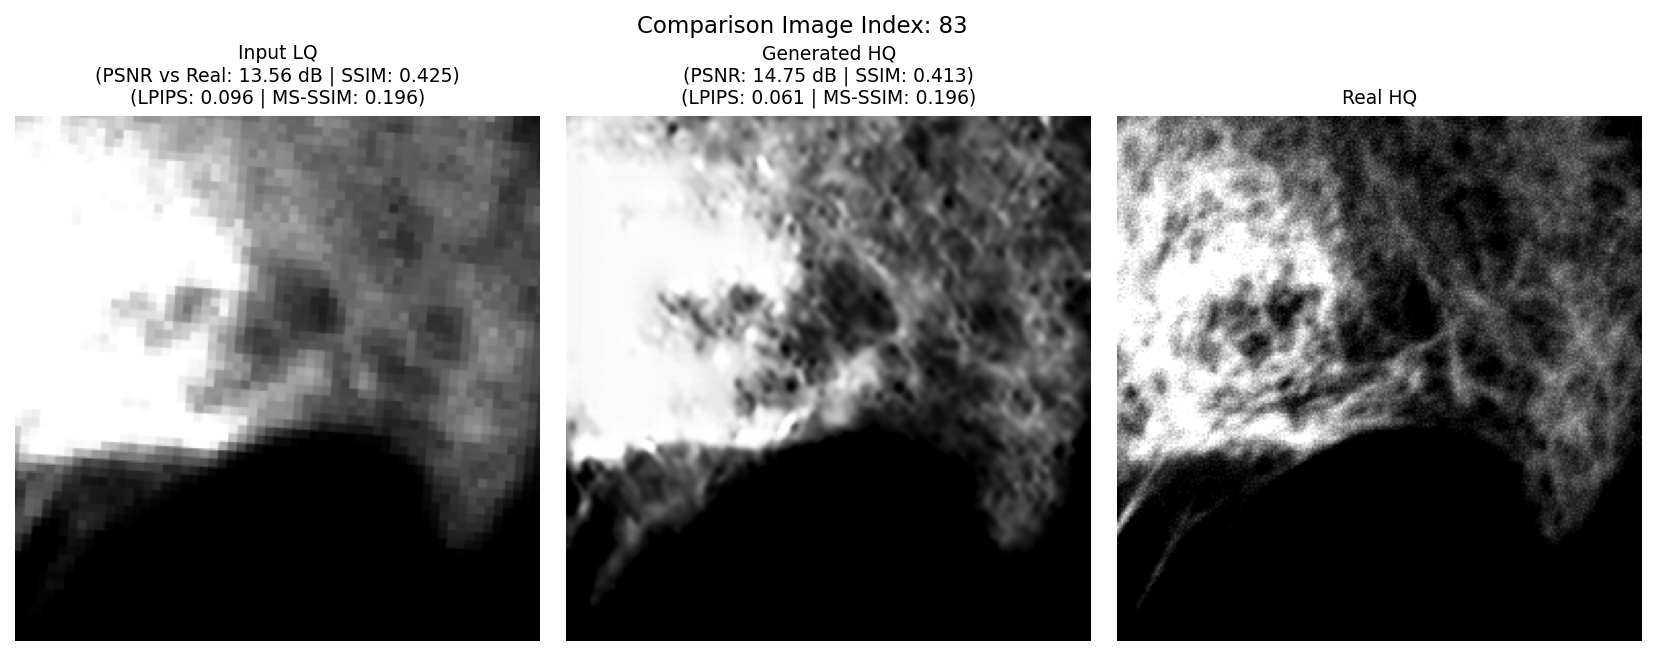 Comparison Image Index: 83
Input LQ
(PSNR vs Real: 13.56 dB | SSIM: 0.425)
(LPIPS: 0.096 | MS-SSIM: 0.196)
Generated HQ
(PSNR: 14.75 dB | SSIM: 0.413)
(LPIPS: 0.061 | MS-SSIM: 0.196)
Real HQ